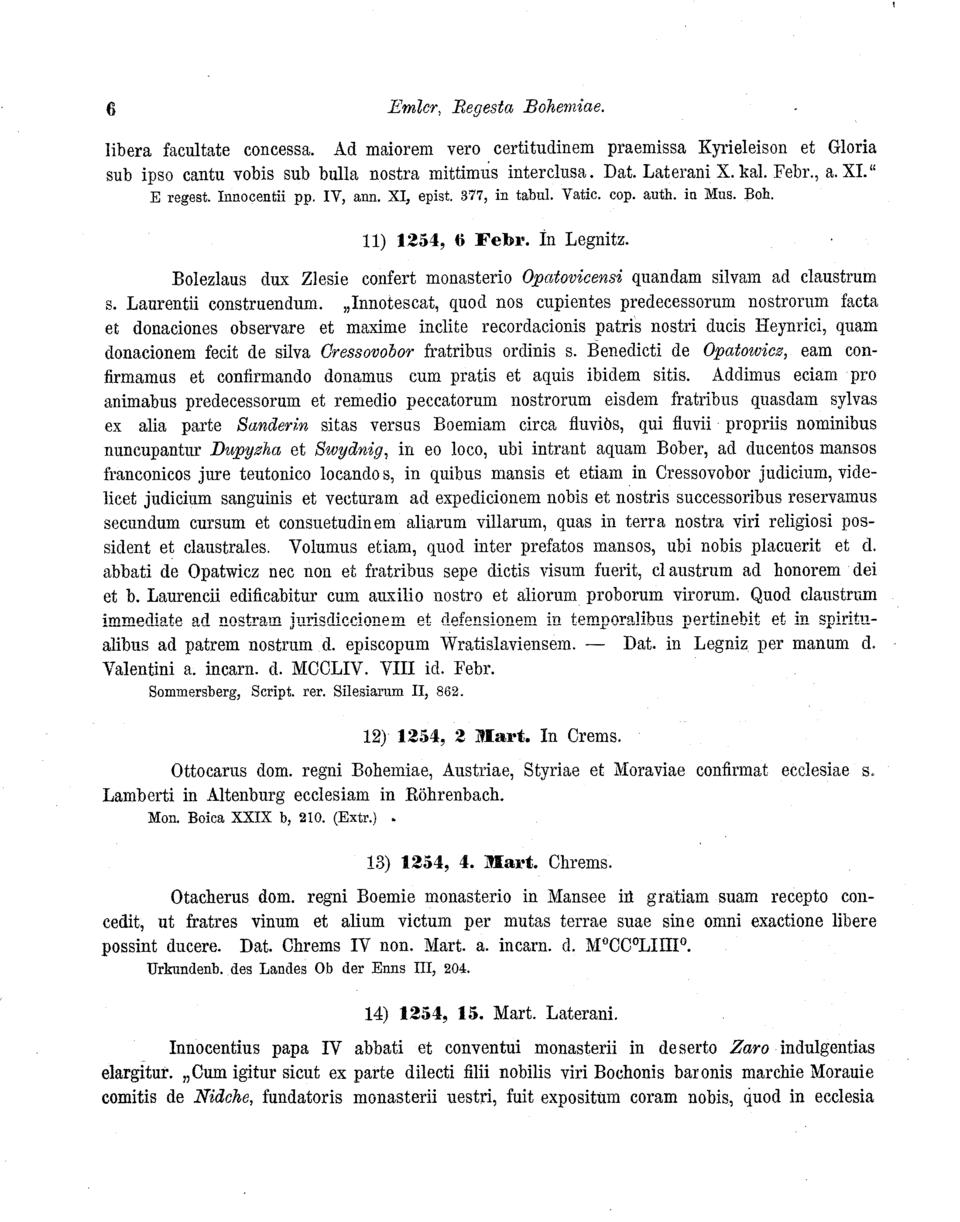 6 Emler, Regesta Bohemiae.
libera facultate concessa. Ad maiorem vero certitudinem praemissa Kyrieleison et Gloria
sub ipso cantu vobis sub bulla nostra mittimus interclusa. Dat. Laterani X. kal. Febr., a. XI.“
E regest. Innocentii pp. IV, ann. XI, epist. 377, in tabul. Vatic. cop. auth. in Mus. Boh.
11) 1254, 6 Febr. In Legnitz.
Bolezlaus dux Zlesie confert monasterio Opatovicensi quandam silvam ad claustrum
s. Laurentii construendum. „Innotescat, quod nos cupientes predecessorum nostrorum facta
et donaciones observare et maxime inclite recordacionis patris nostri ducis Heynrici, quam
donacionem fecit de silva Cressovobor fratribus ordinis s. Benedicti de Opatowicz, eam con-
firmamus et confirmando donamus cum pratis et aquis ibidem sitis. Addimus eciam pro
animabus predecessorum et remedio peccatorum nostrorum eisdem fratribus quasdam sylvas
ex alia parte Sanderin sitas versus Boemiam circa fluviós, qui fluvii propriis nominibus
nuncupantur Dupyzha et Swydnig, in eo loco, ubi intrant aquam Bober, ad ducentos mansos
franconicos jure teutonico locandos, in quibus mansis et etiam in Cressovobor judicium, vide-
licet judicium sanguinis et vecturam ad expedicionem nobis et nostris successoribus reservamus
secundum cursum et consuetudinem aliarum villarum, quas in terra nostra viri religiosi pos-
sident et claustrales. Volumus etiam, quod inter prefatos mansos, ubi nobis placuerit et d.
abbati de Opatwicz nec non et fratribus sepe dictis visum fuerit, claustrum ad honorem dei
et b. Laurencii edificabitur cum auxilio nostro et aliorum proborum virorum. Quod claustrum
immediate ad nostram jurisdiccionem et defensionem in temporalibus pertinebit et in spiritu-
alibus ad patrem nostrum d. episcopum Wratislaviensem. — Dat. in Legniz per manum d.
Valentini a. incarn. d. MCCLIV. VIII id. Febr.
Sommersberg, Script. rer. Silesiarum II, 862.
12) 1254, 2 Mart. In Crems.
Ottocarus dom. regni Bohemiae, Austriae, Styriae et Moraviae confirmat ecclesiae s.
Lamberti in Altenburg ecclesiam in Röhrenbach.
Mon. Boica XXIX b, 210. (Extr.)
13) 1254, 4. Mart. Chrems.
Otacherus dom. regni Boemie monasterio in Mansee in gratiam suam recepto con-
cedit, ut fratres vinum et alium victum per mutas terrae suae sine omni exactione libere
possint ducere. Dat. Chrems IV non. Mart. a. incarn. d. M°CC°LIIII°.
Urkundenb. des Landes Ob der Enns III, 204.
14) 1254, 15. Mart. Laterani.
Innocentius papa IV abbati et conventui monasterii in deserto Zaro indulgentias
elargitur. „Cum igitur sicut ex parte dilecti filii nobilis viri Bochonis baronis marchie Morauie
comitis de Nidche, fundatoris monasterii uestri, fuit expositum coram nobis, quod in ecclesia